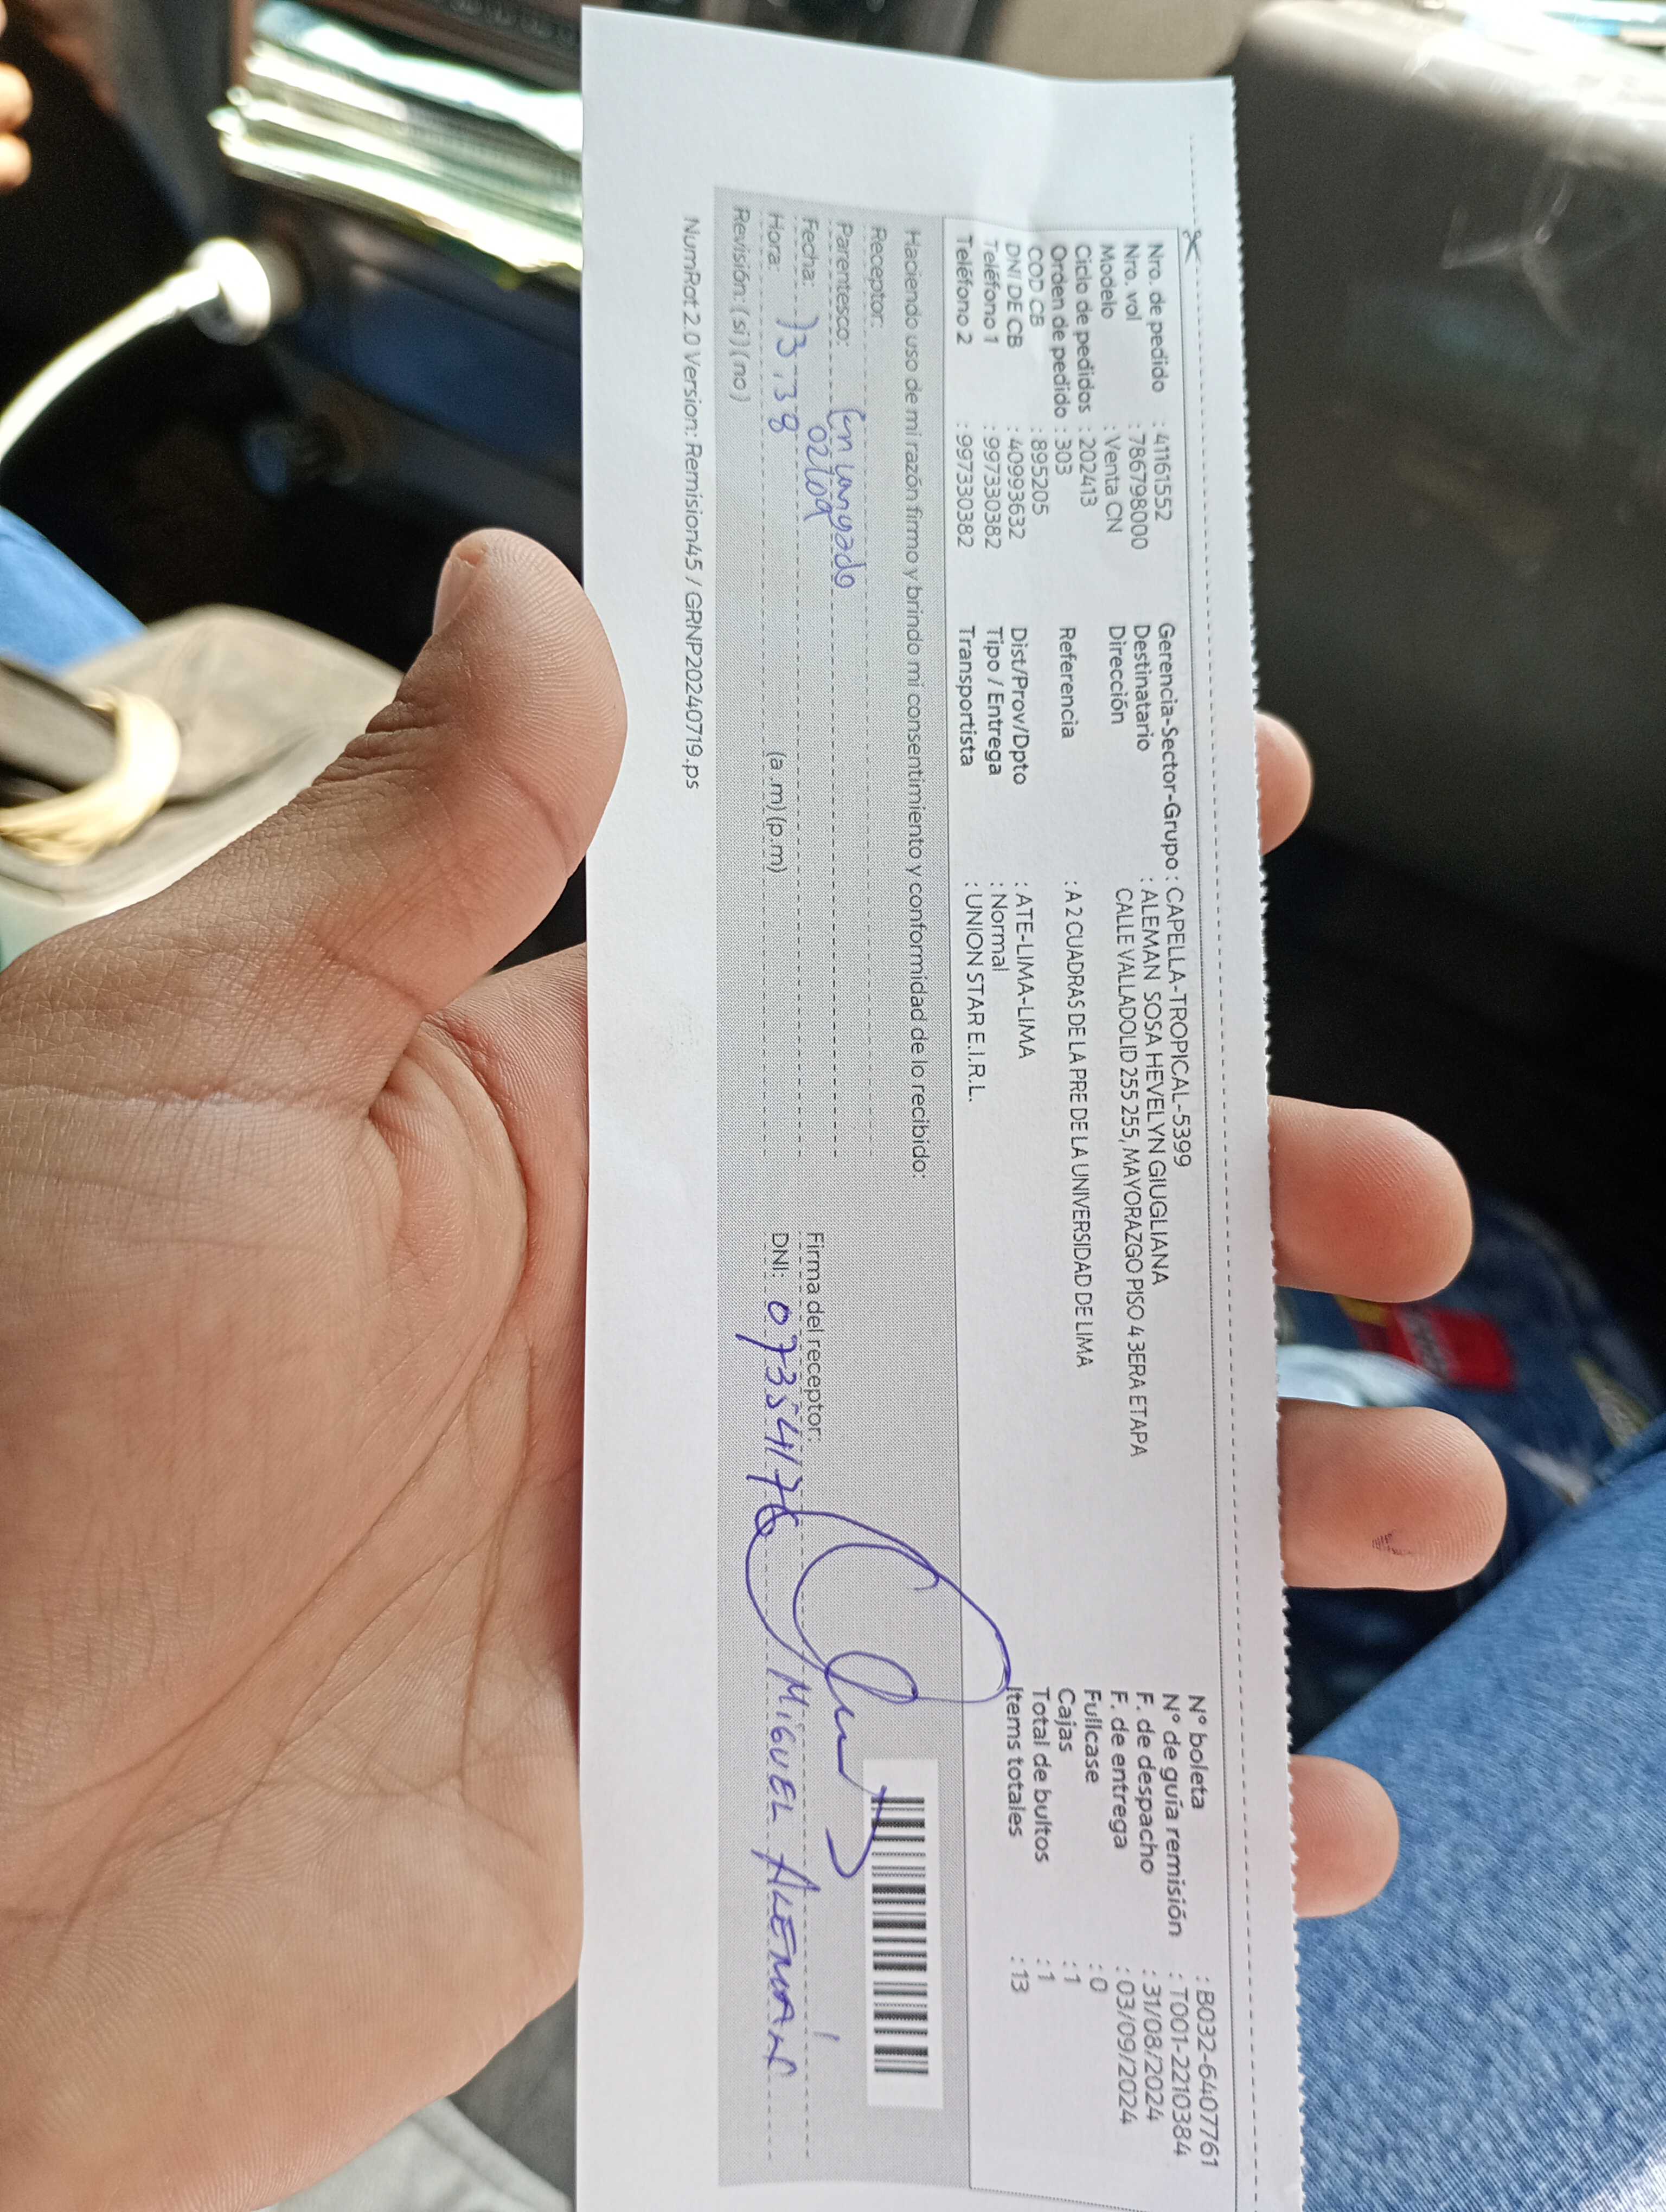 Nro. de pedido : 41161552
Nro. vol : 786798000
Modelo : Venta CN
Ciclo de pedidos : 202413
Orden de pedido : 303
COD CB : 895205
DNI DE CB : 40993632
Teléfono 1 : 997330382
Teléfono 2 : 997330382
Gerencia-Sector-Grupo : CAPELLA-TROPICAL-5399
Destinatario : ALEMAN SOSA HEVELYN GIUGLIANA
Dirección CALLE VALLADOLID 255 255, MAYORAZGO PISO 4 3ERA ETAPA
Referencia : A 2 CUADRAS DE LA PRE DE LA UNIVERSIDAD DE LIMA
Dist/Prov/Dpto : ATE-LIMA-LIMA
Tipo / Entrega : Normal
Transportista : UNION STAR E.I.R.L.
N° boleta : B032-6407761
N° de guía remisión : T001-2210384
F. de despacho : 31/08/2024
F. de entrega : 03/09/2024
Fullcase : 0
Cajas : 1
Total de bultos : 1
Items totales : 13
Haciendo uso de mi razón firmo y brindo mi consentimiento y conformidad de lo recibido:
Receptor:
Parentesco:
Fecha:
Hora: 13:38 (a.m) (p.m)
Revisión: (si) (no)
Firma del receptor:
DNI: 07354176 MIGUEL ALEMAN
NumRot 2.0 Version: Remision45 / GRNP20240719.ps